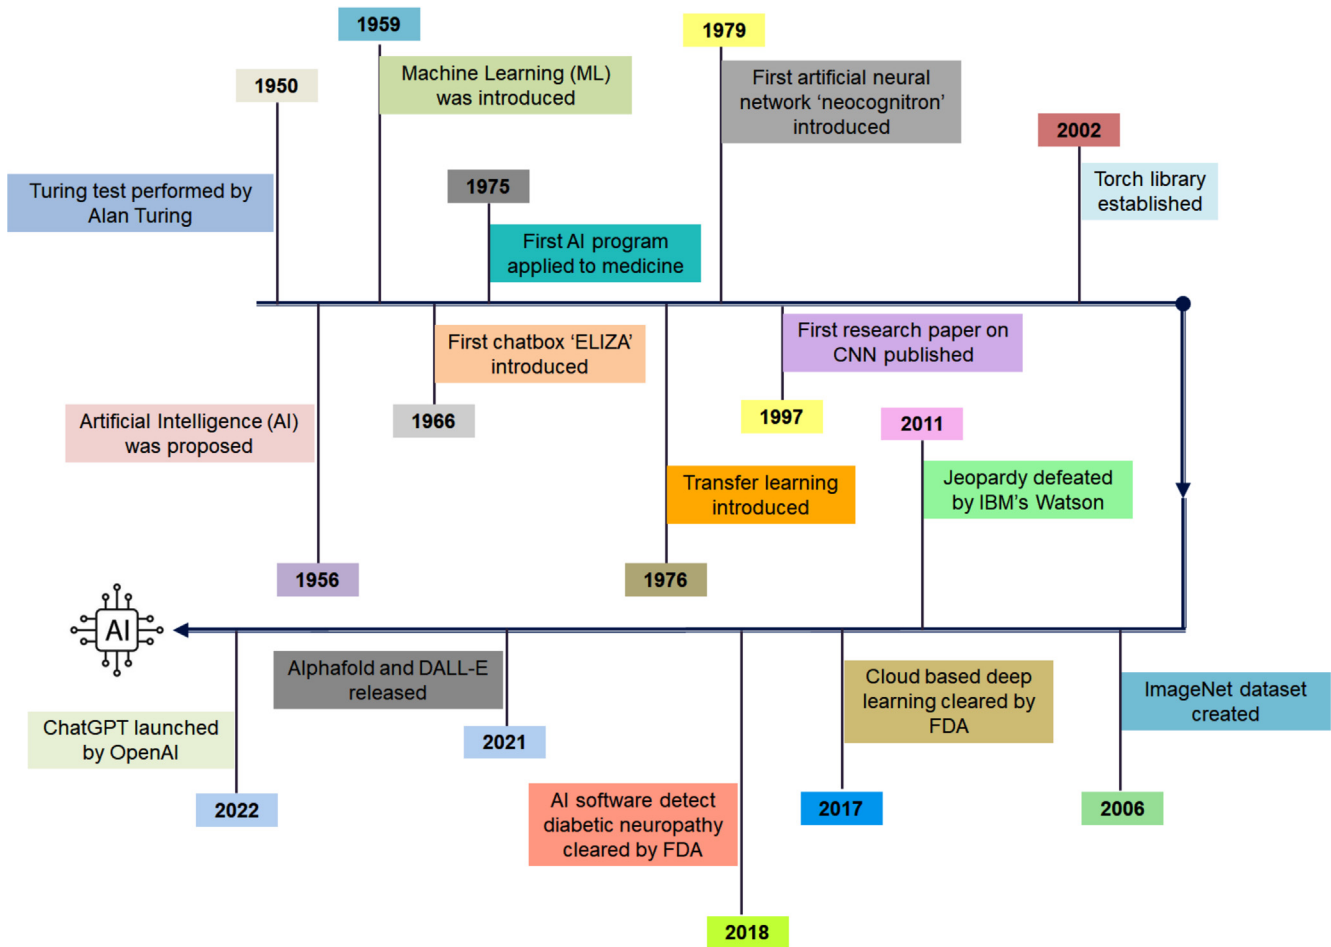 1950
Turing test performed by
Alan Turing
1956
Artificial Intelligence (AI)
was proposed
1959
Machine Learning (ML)
was introduced
1966
First chatbox ‘ELIZA’
introduced
1975
First AI program
applied to medicine
1976
Transfer learning
introduced
1979
First artificial neural
network ‘neocognitron’
introduced
1997
First research paper on
CNN published
2002
Torch library
established
2006
ImageNet dataset
created
2011
Jeopardy defeated
by IBM’s Watson
2017
Cloud based deep
learning cleared by
FDA
2018
AI software detect
diabetic neuropathy
cleared by FDA
2021
Alphafold and DALL-E
released
2022
ChatGPT launched
by OpenAI
AI